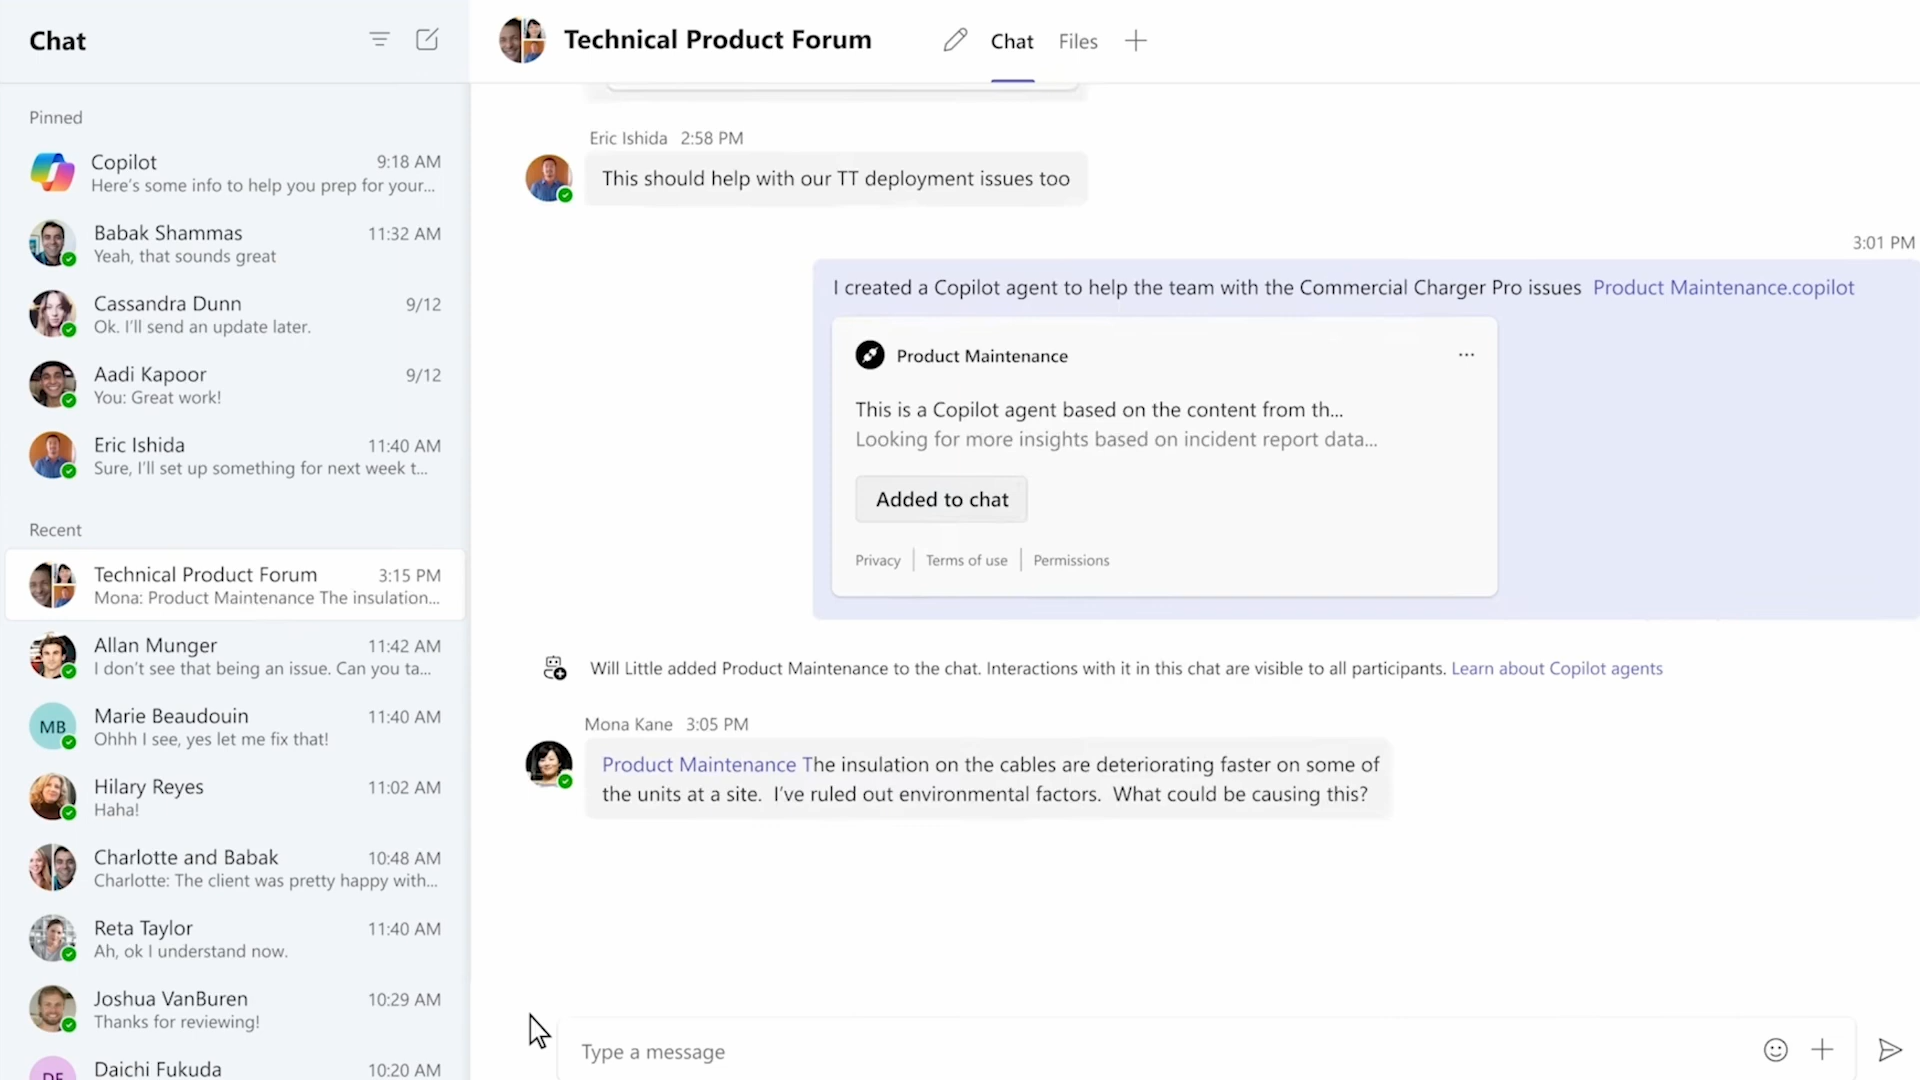 Chat
Pinned
Copilot 9:18 AM
Here's some info to help you prep for your...
Babak Shammas 11:32 AM
Yeah, that sounds great
Cassandra Dunn 9/12
Ok. I'll send an update later.
Aadi Kapoor 9/12
You: Great work!
Eric Ishida 11:40 AM
Sure, I'll set up something for next week t...
Recent
Technical Product Forum 3:15 PM
Mona: Product Maintenance The insulation...
Allan Munger 11:42 AM
I don't see that being an issue. Can you ta...
MB
Marie Beaudouin 11:40 AM
Ohhh I see, yes let me fix that!
Hilary Reyes 11:02 AM
Haha!
Charlotte and Babak 10:48 AM
Charlotte: The client was pretty happy with...
Reta Taylor 11:40 AM
Ah, ok I understand now.
Joshua VanBuren 10:29 AM
Thanks for reviewing!
DF
Daichi Fukuda 10:20 AM
Technical Product Forum Chat Files
Eric Ishida 2:58 PM
This should help with our TT deployment issues too
3:01 PM
I created a Copilot agent to help the team with the Commercial Charger Pro issues Product Maintenance.copilot
Product Maintenance
This is a Copilot agent based on the content from th...
Looking for more insights based on incident report data...
Added to chat
Privacy | Terms of use | Permissions
Will Little added Product Maintenance to the chat. Interactions with it in this chat are visible to all participants. Learn about Copilot agents
Mona Kane 3:05 PM
Product Maintenance The insulation on the cables are deteriorating faster on some of
the units at a site. I've ruled out environmental factors. What could be causing this?
Type a message